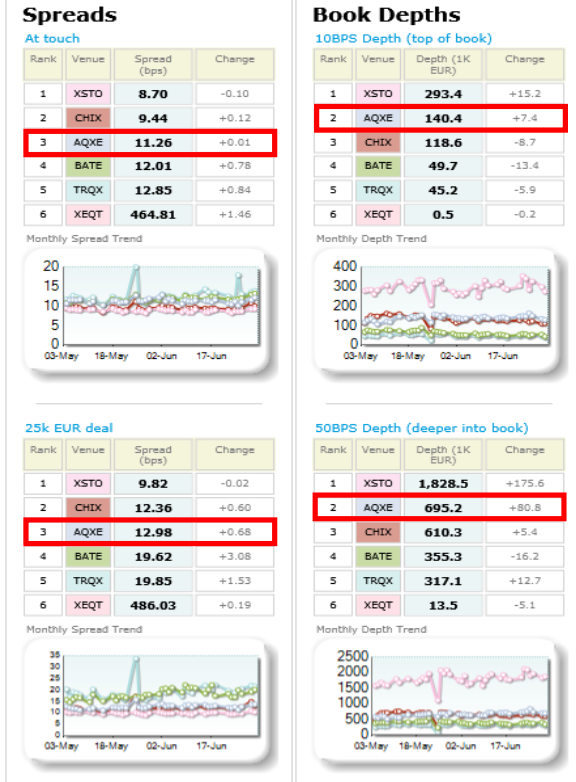 Spreads
At touch
Rank Venue Spread (bps) Change
1 XSTO 8.70 -0.10
2 CHIX 9.44 +0.12
3 AQXE 11.26 +0.01
4 BATE 12.01 +0.78
5 TRQX 12.85 +0.84
6 XEQT 464.81 +1.46
Monthly Spread Trend
20
15
10
5
0
03-May 18-May 02-Jun 17-Jun
25k EUR deal
Rank Venue Spread (bps) Change
1 XSTO 9.82 -0.02
2 CHIX 12.36 +0.60
3 AQXE 12.98 +0.68
4 BATE 19.62 +3.08
5 TRQX 19.85 +1.53
6 XEQT 486.03 +0.19
Monthly Spread Trend
35
30
25
20
15
10
5
0
03-May 18-May 02-Jun 17-Jun
Book Depths
10BPS Depth (top of book)
Rank Venue Depth (1K EUR) Change
1 XSTO 293.4 +15.2
2 AQXE 140.4 +7.4
3 CHIX 118.6 -8.7
4 BATE 49.7 -13.4
5 TRQX 45.2 -5.9
6 XEQT 0.5 -0.2
Monthly Depth Trend
400
300
200
100
0
03-May 18-May 02-Jun 17-Jun
50BPS Depth (deeper into book)
Rank Venue Depth (1K EUR) Change
1 XSTO 1,828.5 +175.6
2 AQXE 695.2 +80.8
3 CHIX 610.3 +5.4
4 BATE 355.3 -16.2
5 TRQX 317.1 +12.7
6 XEQT 13.5 -5.1
Monthly Depth Trend
2500
2000
1500
1000
500
0
03-May 18-May 02-Jun 17-Jun